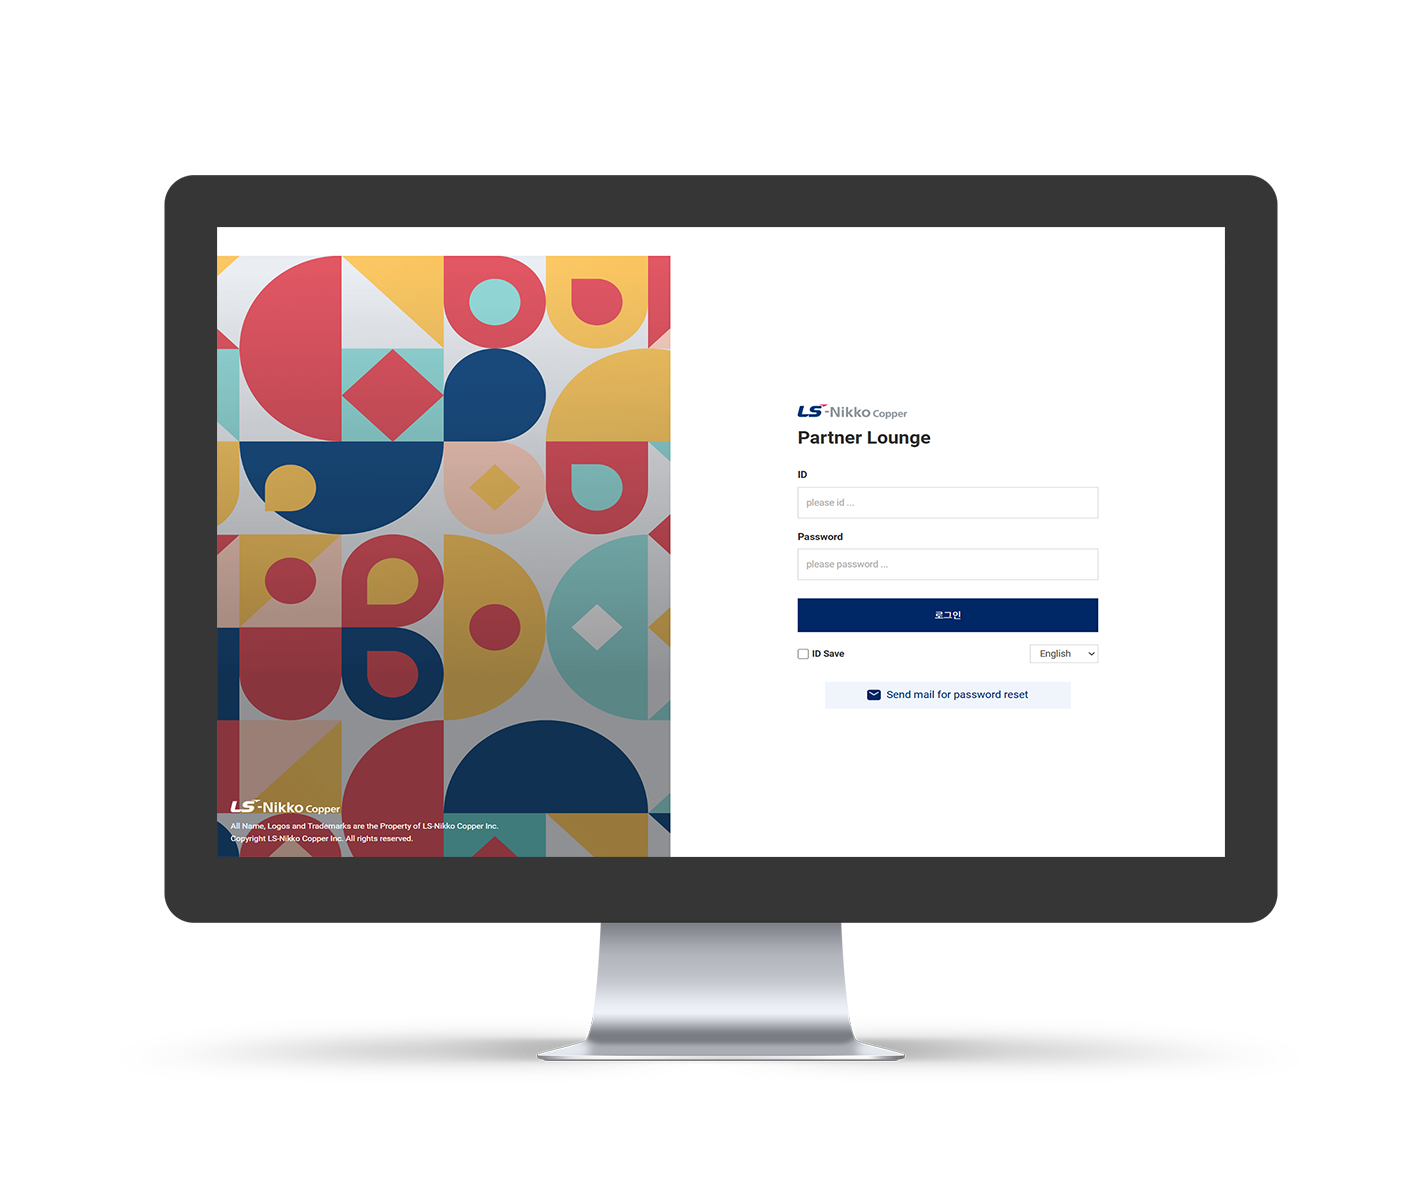 LS-Nikko Copper
All Name, Logos and Trademarks are the Property of LS-Nikko Copper Inc.
Copyright LS-Nikko Copper Inc. All rights reserved.
LS-Nikko Copper
Partner Lounge
ID
please id ...
Password
please password ...
로그인
ID Save
English
Send mail for password reset